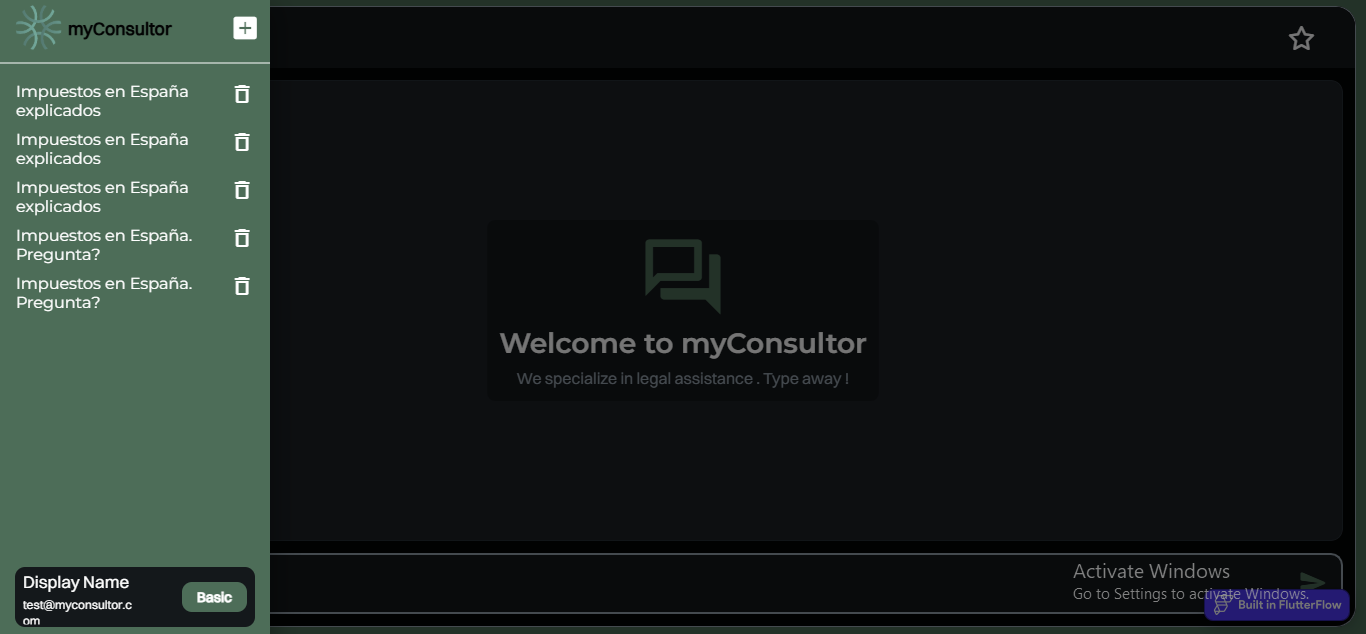 myConsultor
Impuestos en España
explicados
Impuestos en España
explicados
Impuestos en España
explicados
Impuestos en España.
Pregunta?
Impuestos en España.
Pregunta?
Display Name
test@myconsultor.c
om
Basic
Welcome to myConsultor
We specialize in legal assistance . Type away !
Activate Windows
Go to Settings to activate Windows.
Built in FlutterFlow